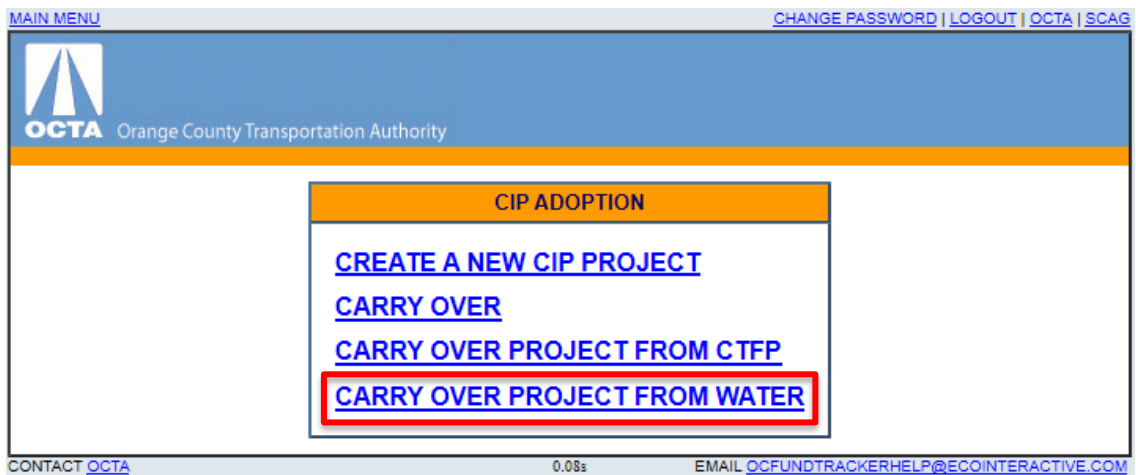 MAIN MENU CHANGE PASSWORD | LOGOUT | OCTA | SCAG
OCTA Orange County Transportation Authority
CIP ADOPTION
CREATE A NEW CIP PROJECT
CARRY OVER
CARRY OVER PROJECT FROM CTFP
CARRY OVER PROJECT FROM WATER
CONTACT OCTA 0.08s EMAIL OCFUNDTRACKERHELP@ECOINTERACTIVE.COM